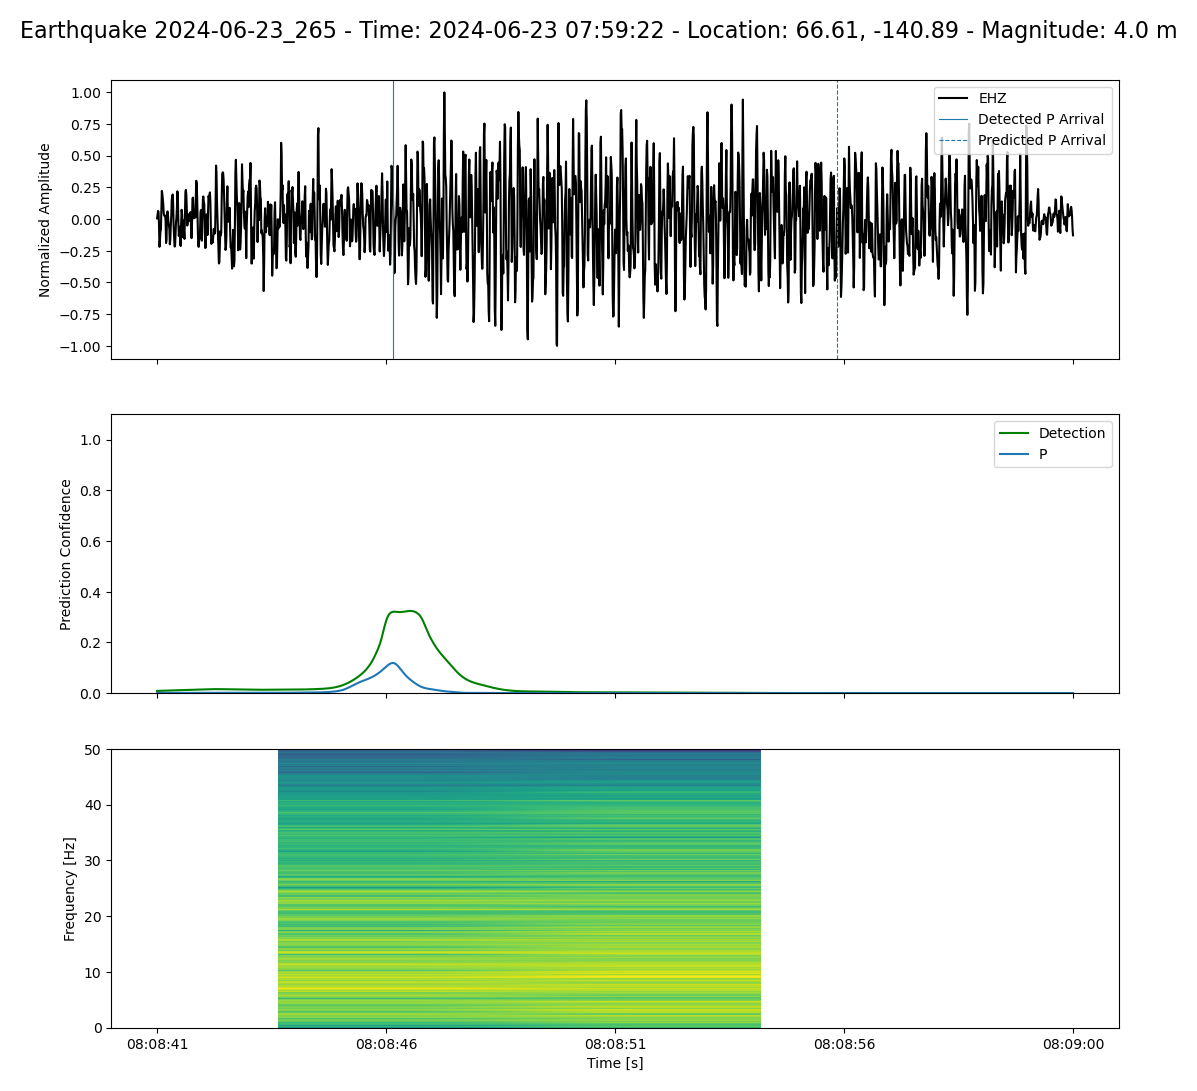 Earthquake 2024-06-23_265 - Time: 2024-06-23 07:59:22 - Location: 66.61, -140.89 - Magnitude: 4.0 m
Normalized Amplitude
1.00
0.75
0.50
0.25
0.00
−0.25
−0.50
−0.75
−1.00
EHZ
Detected P Arrival
Predicted P Arrival
Prediction Confidence
1.0
0.8
0.6
0.4
0.2
0.0
Detection
P
Frequency [Hz]
50
40
30
20
10
0
08:08:41 08:08:46 08:08:51 08:08:56 08:09:00
Time [s]